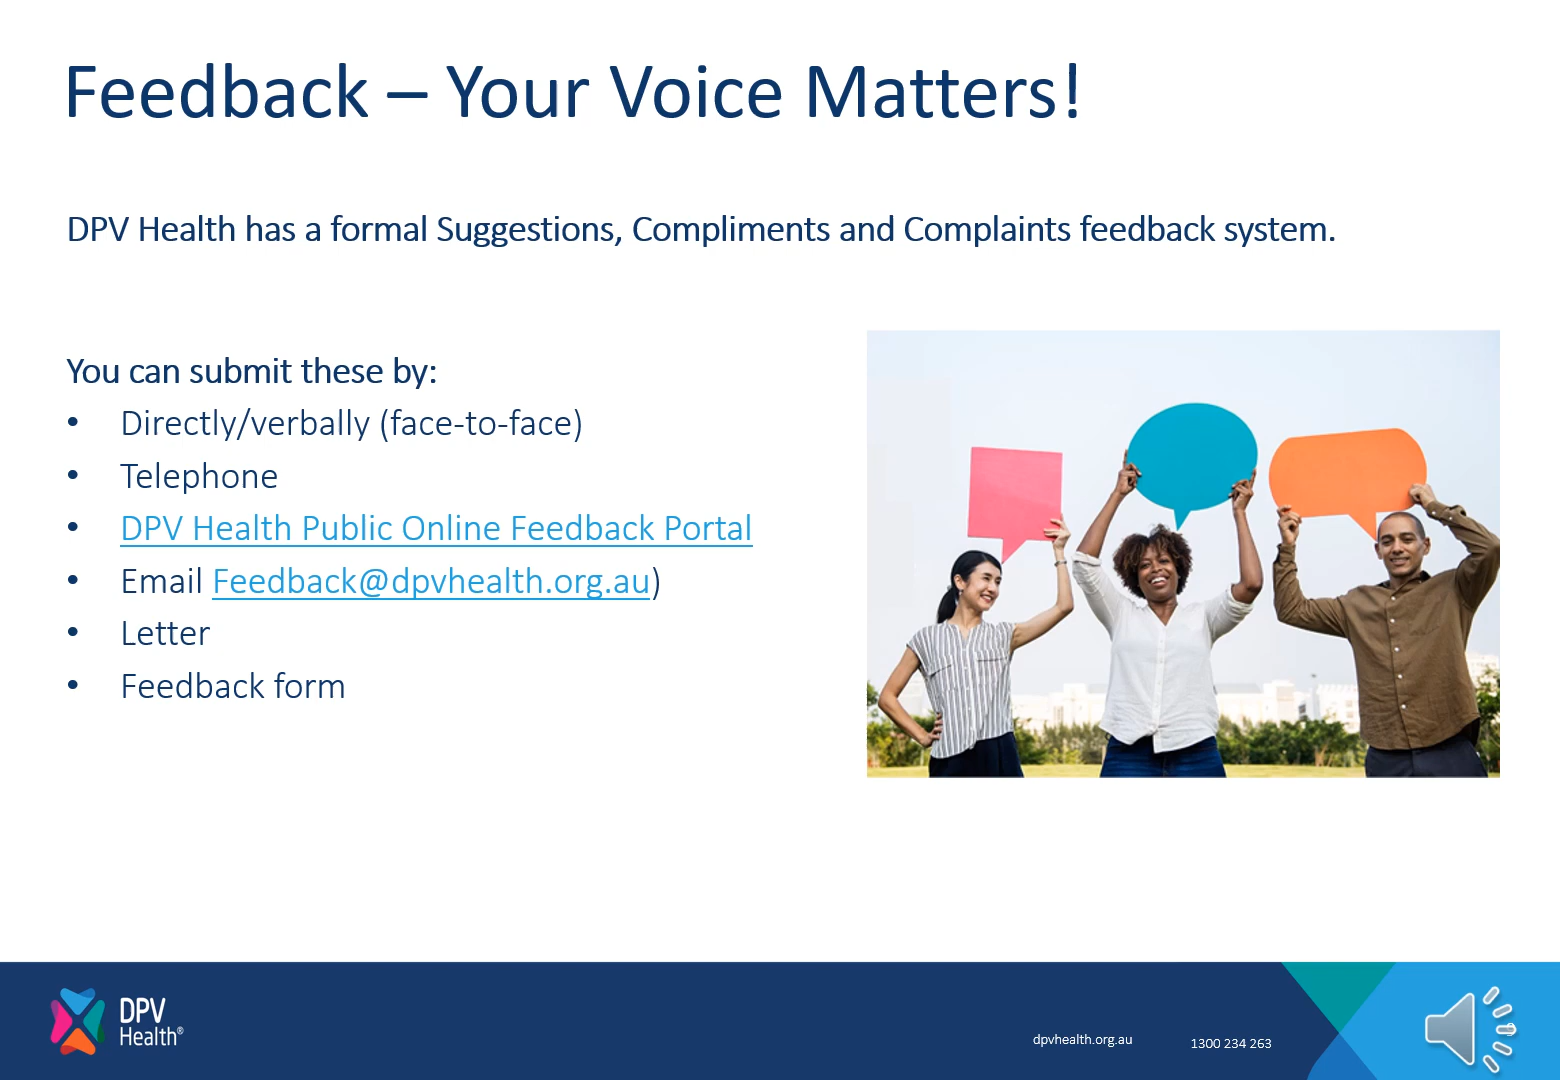 Feedback – Your Voice Matters!
DPV Health has a formal Suggestions, Compliments and Complaints feedback system.
You can submit these by:
• Directly/verbally (face-to-face)
• Telephone
• DPV Health Public Online Feedback Portal
• Email Feedback@dpvhealth.org.au)
• Letter
• Feedback form
DPV
Health®
dpvhealth.org.au
1300 234 263